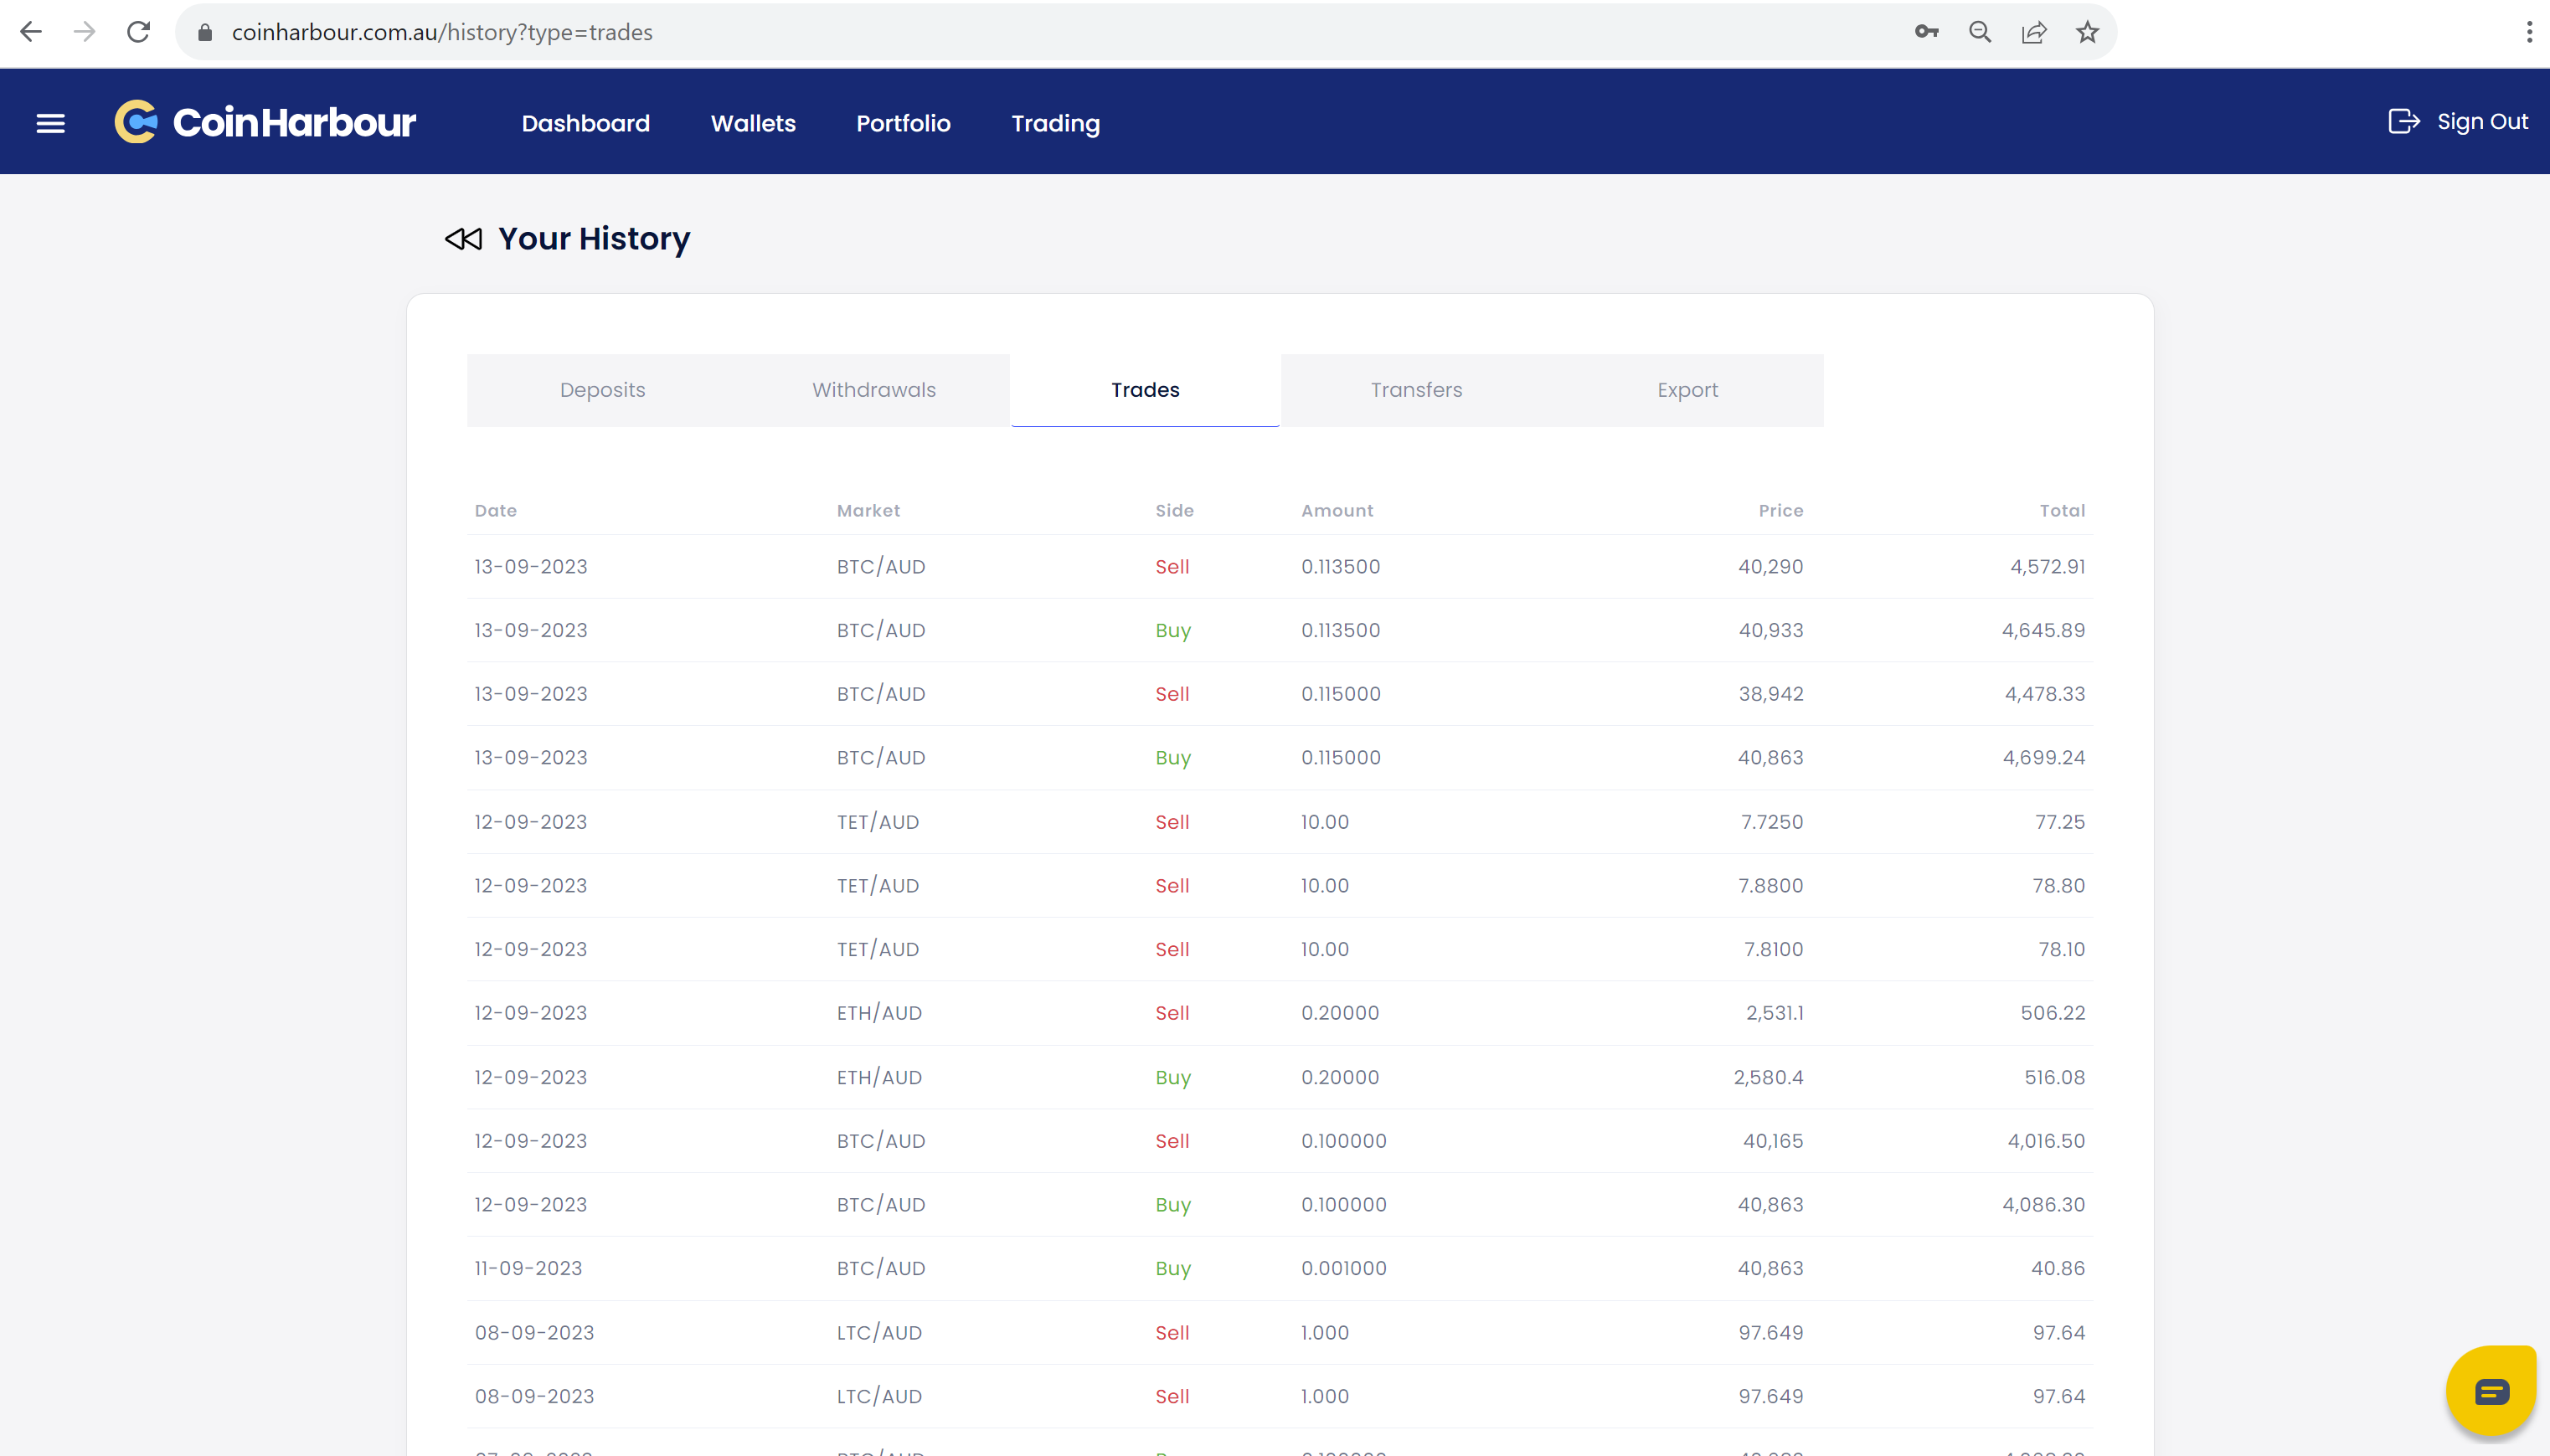 coinharbour.com.au/history?type=trades
CoinHarbour Dashboard Wallets Portfolio Trading Sign Out
Your History
Deposits Withdrawals Trades Transfers Export
Date Market Side Amount Price Total
13-09-2023 BTC/AUD Sell 0.113500 40,290 4,572.91
13-09-2023 BTC/AUD Buy 0.113500 40,933 4,645.89
13-09-2023 BTC/AUD Sell 0.115000 38,942 4,478.33
13-09-2023 BTC/AUD Buy 0.115000 40,863 4,699.24
12-09-2023 TET/AUD Sell 10.00 7.7250 77.25
12-09-2023 TET/AUD Sell 10.00 7.8800 78.80
12-09-2023 TET/AUD Sell 10.00 7.8100 78.10
12-09-2023 ETH/AUD Sell 0.20000 2,531.1 506.22
12-09-2023 ETH/AUD Buy 0.20000 2,580.4 516.08
12-09-2023 BTC/AUD Sell 0.100000 40,165 4,016.50
12-09-2023 BTC/AUD Buy 0.100000 40,863 4,086.30
11-09-2023 BTC/AUD Buy 0.001000 40,863 40.86
08-09-2023 LTC/AUD Sell 1.000 97.649 97.64
08-09-2023 LTC/AUD Sell 1.000 97.649 97.64